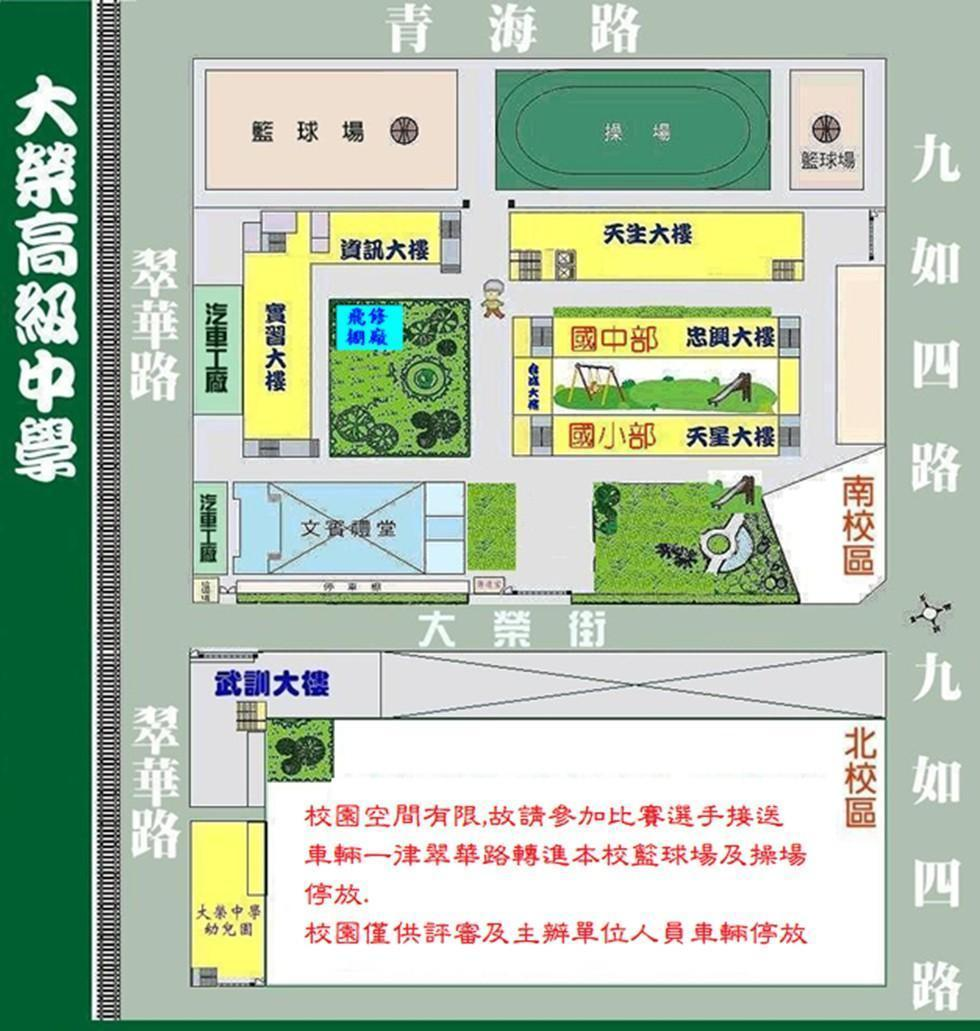 大榮高級中學
青海路
籃球場
操場
籃球場
九如四路
翠華路
資訊大樓
天生大樓
汽車工廠
實習大樓
飛修
棚廠
國中部
忠興大樓
國小部
天星大樓
汽車工廠
文賓禮堂
停車棚
南校區
大榮街
武訓大樓
翠華路
九如四路
北校區
校園空間有限,故請參加比賽選手接送
車輛一律翠華路轉進本校籃球場及操場
停放.
校園僅供評審及主辦單位人員車輛停放
大榮中學
幼兒園